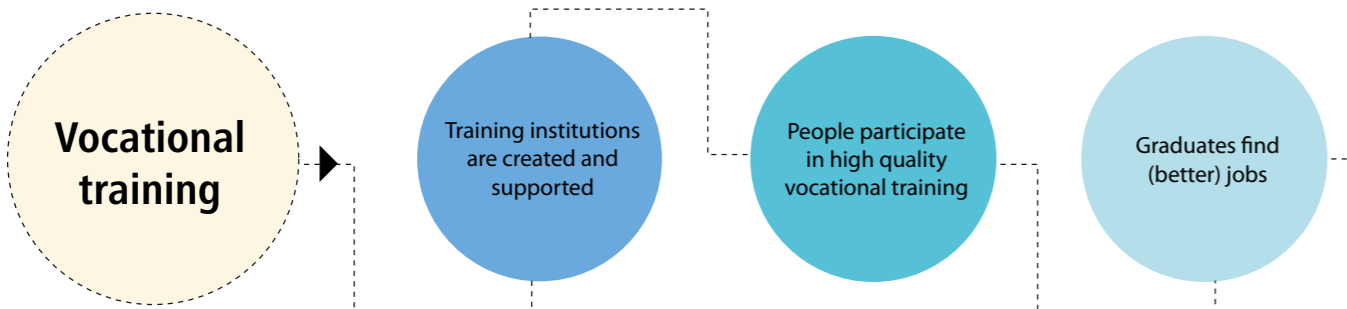 Vocational
training
Training institutions
are created and
supported
People participate
in high quality
vocational training
Graduates find
(better) jobs